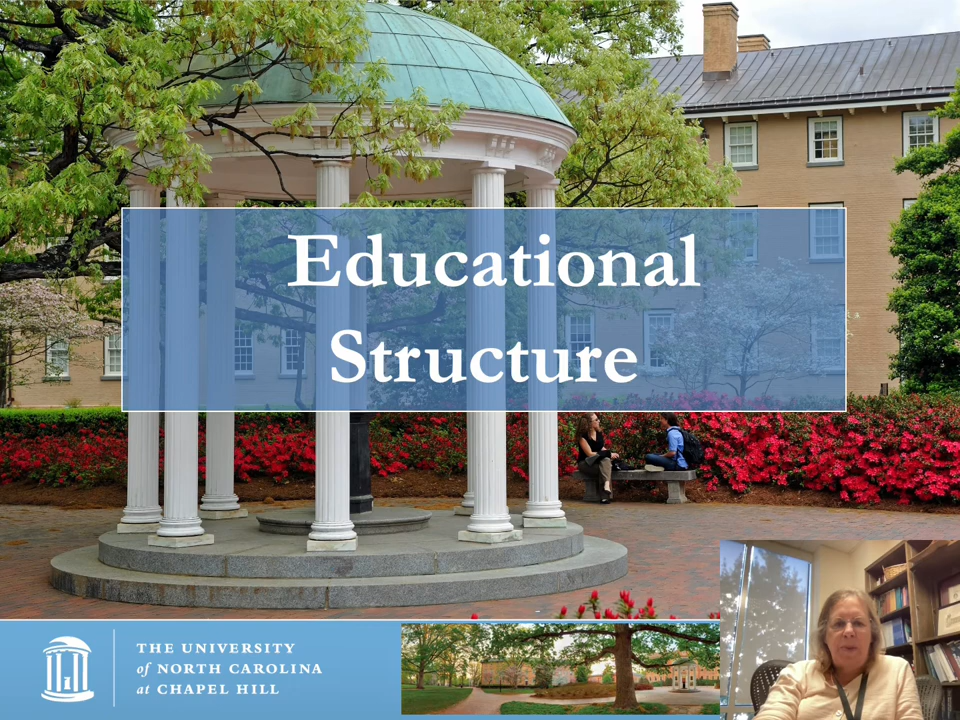 Educational
Structure
THE UNIVERSITY
of NORTH CAROLINA
at CHAPEL HILL